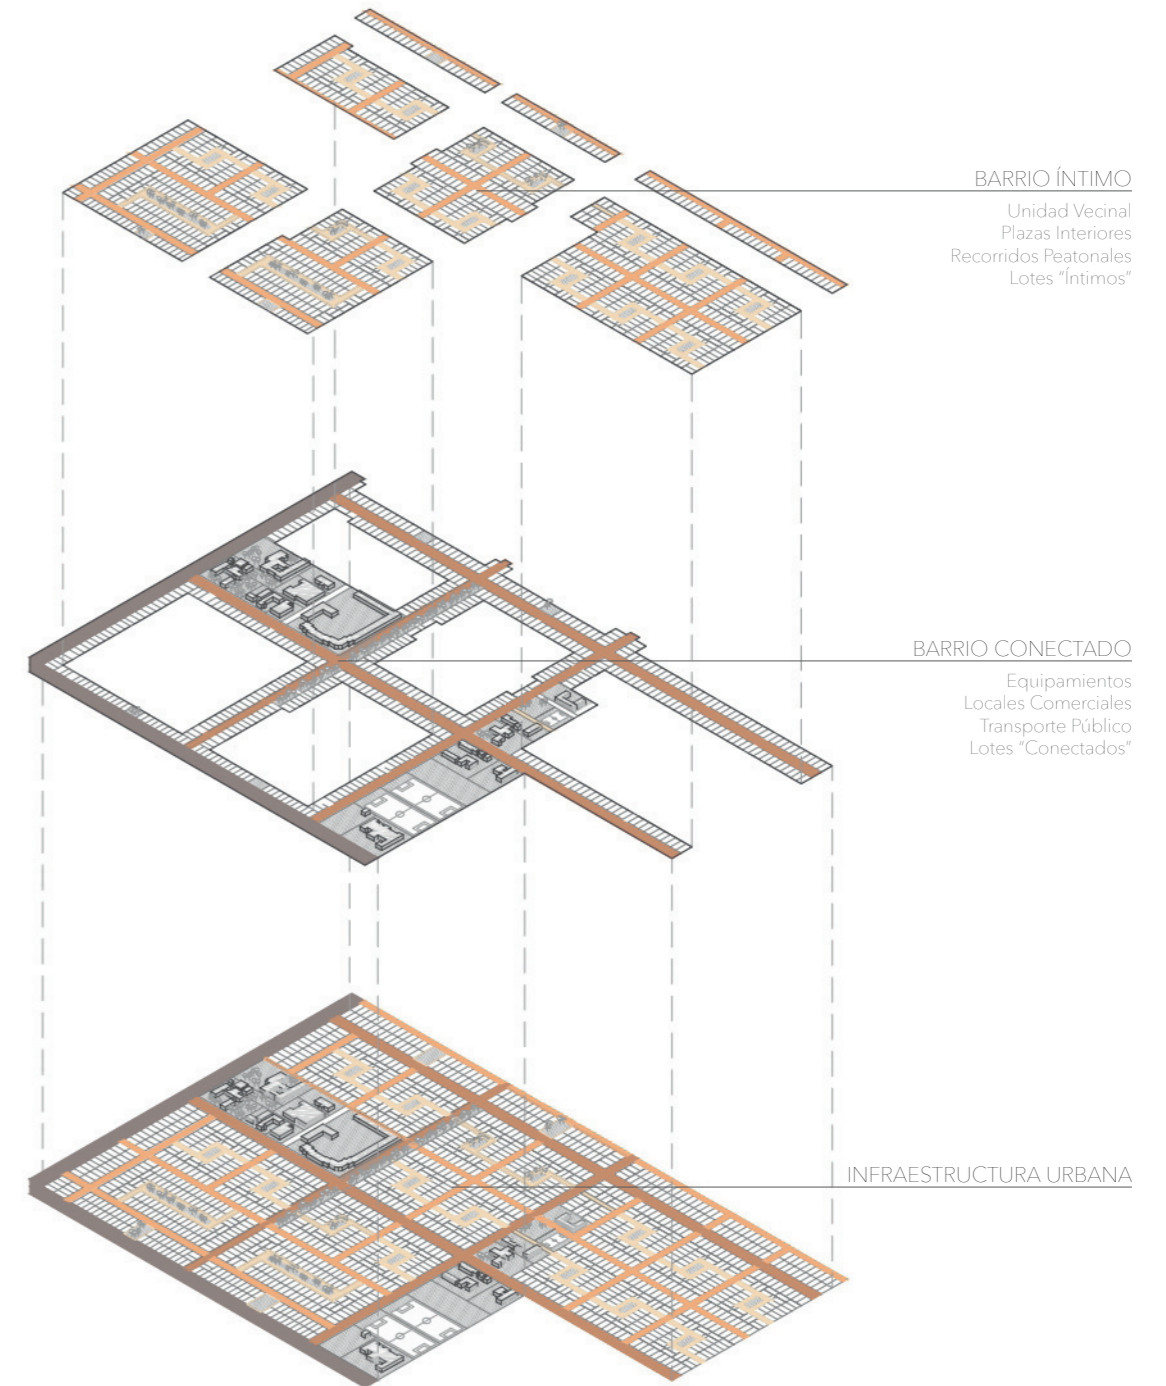 BARRIO ÍNTIMO
Unidad Vecinal
Plazas Interiores
Recorridos Peatonales
Lotes “Íntimos”
BARRIO CONECTADO
Equipamientos
Locales Comerciales
Transporte Público
Lotes “Conectados”
INFRAESTRUCTURA URBANA